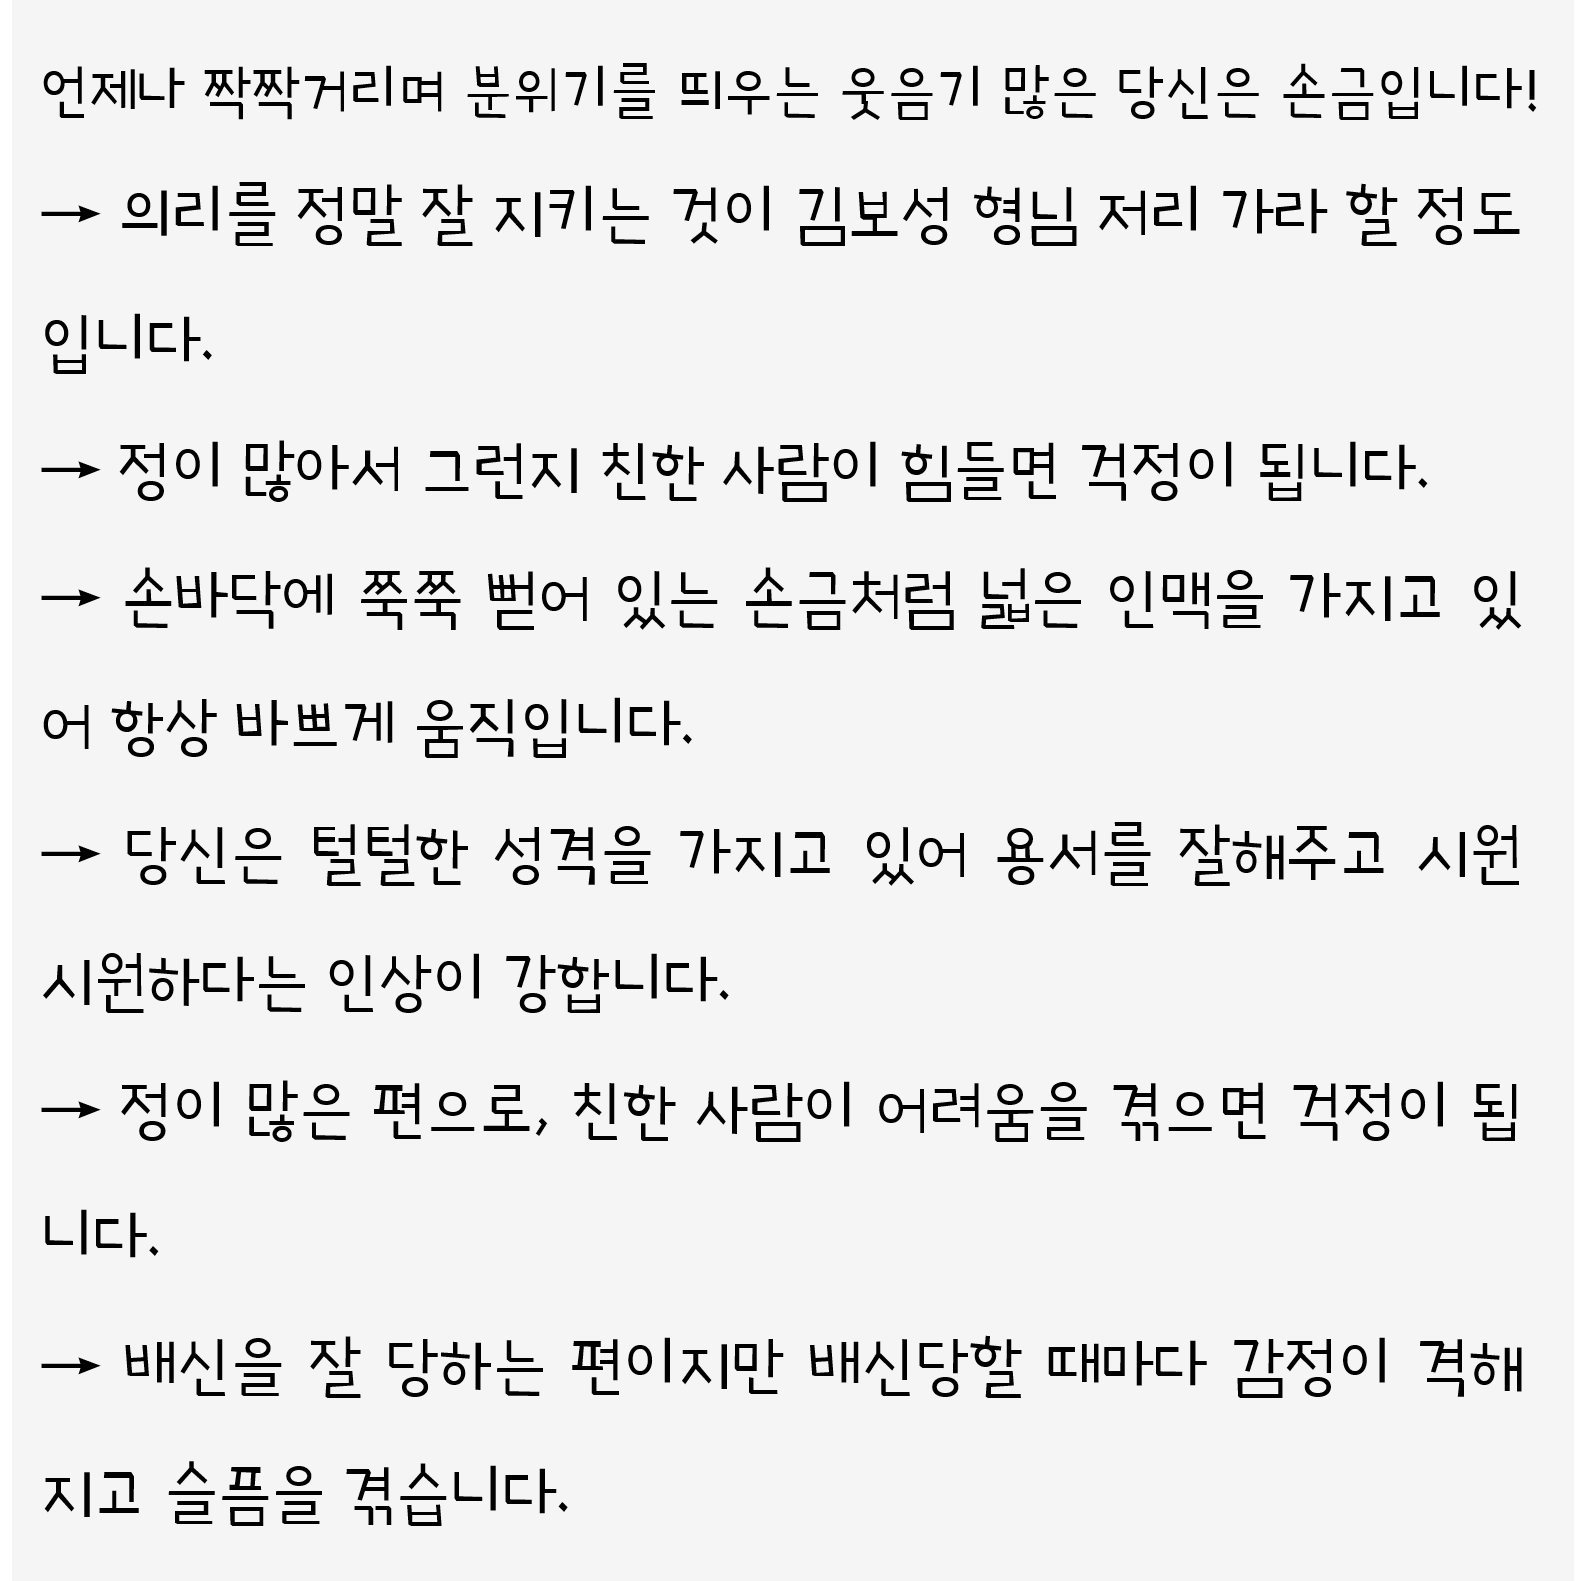 언제나 짝짝거리며 분위기를 띄우는 웃음기 많은 당신은 손금입니다!
→ 의리를 정말 잘 지키는 것이 김보성 형님 저리 가라 할 정도
입니다.
→ 정이 많아서 그런지 친한 사람이 힘들면 걱정이 됩니다.
→ 손바닥에 쭉쭉 뻗어 있는 손금처럼 넓은 인맥을 가지고 있
어 항상 바쁘게 움직입니다.
→ 당신은 털털한 성격을 가지고 있어 용서를 잘해주고 시원
시원하다는 인상이 강합니다.
→ 정이 많은 편으로, 친한 사람이 어려움을 겪으면 걱정이 됩
니다.
→ 배신을 잘 당하는 편이지만 배신당할 때마다 감정이 격해
지고 슬픔을 겪습니다.